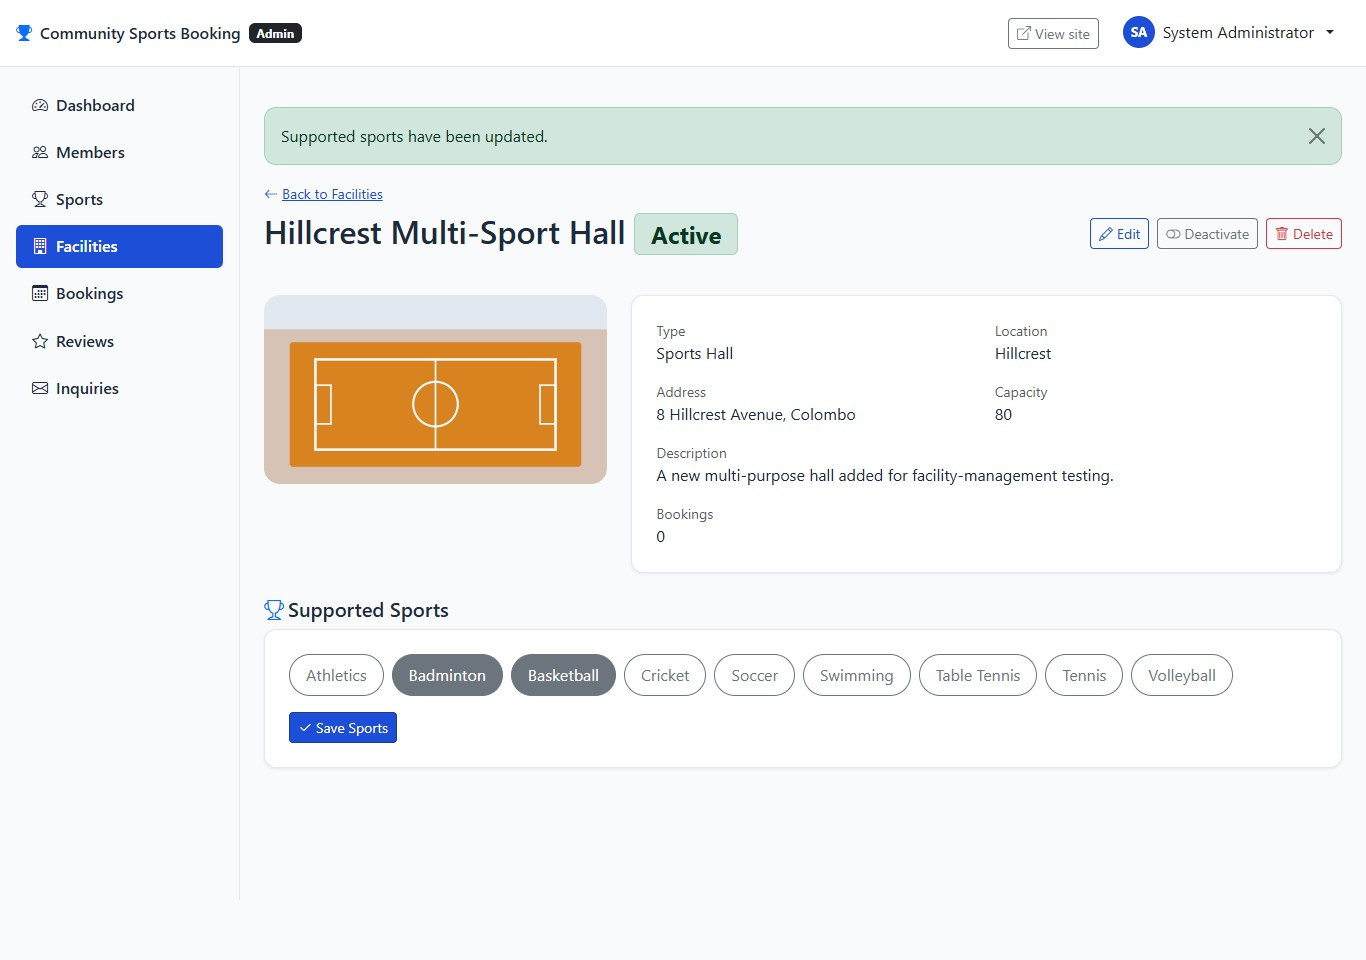 Community Sports Booking Admin
View site
SA System Administrator
Dashboard
Members
Sports
Facilities
Bookings
Reviews
Inquiries
Supported sports have been updated.
Back to Facilities
Hillcrest Multi-Sport Hall Active
Edit
Deactivate
Delete
Type
Sports Hall
Location
Hillcrest
Address
8 Hillcrest Avenue, Colombo
Capacity
80
Description
A new multi-purpose hall added for facility-management testing.
Bookings
0
Supported Sports
Athletics Badminton Basketball Cricket Soccer Swimming Table Tennis Tennis Volleyball
Save Sports